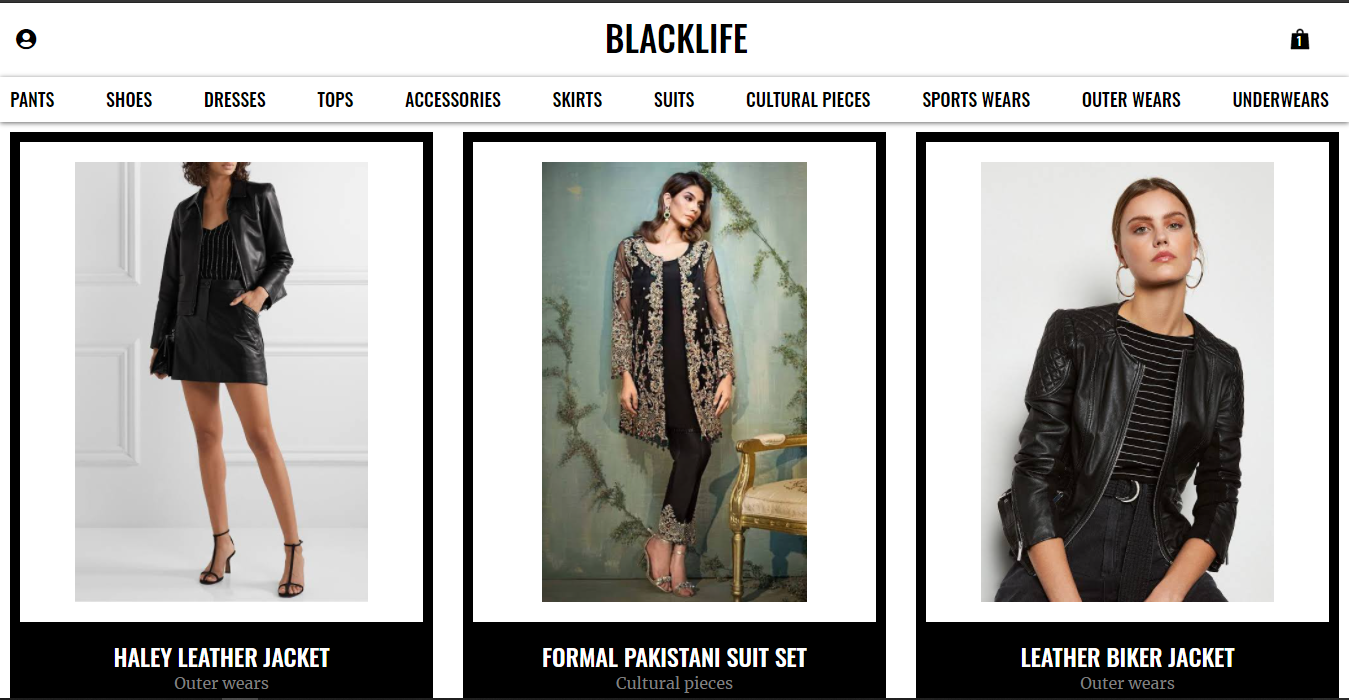 BLACKLIFE
1
PANTS SHOES DRESSES TOPS ACCESSORIES SKIRTS SUITS CULTURAL PIECES SPORTS WEARS OUTER WEARS UNDERWEARS
HALEY LEATHER JACKET
Outer wears
FORMAL PAKISTANI SUIT SET
Cultural pieces
LEATHER BIKER JACKET
Outer wears